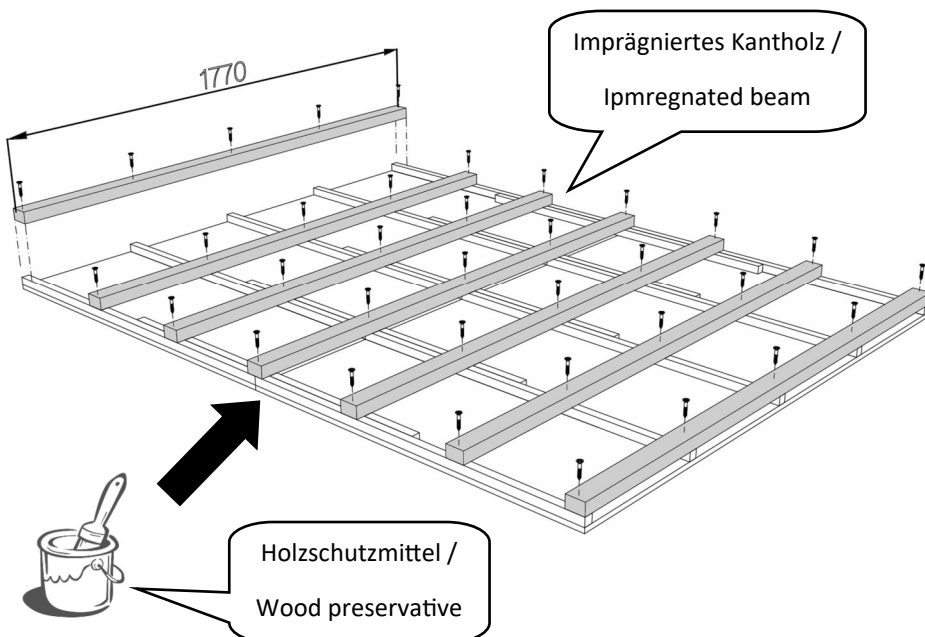 1770
Imprägniertes Kantholz /
Ipmregnated beam
Holzschutzmittel /
Wood preservative